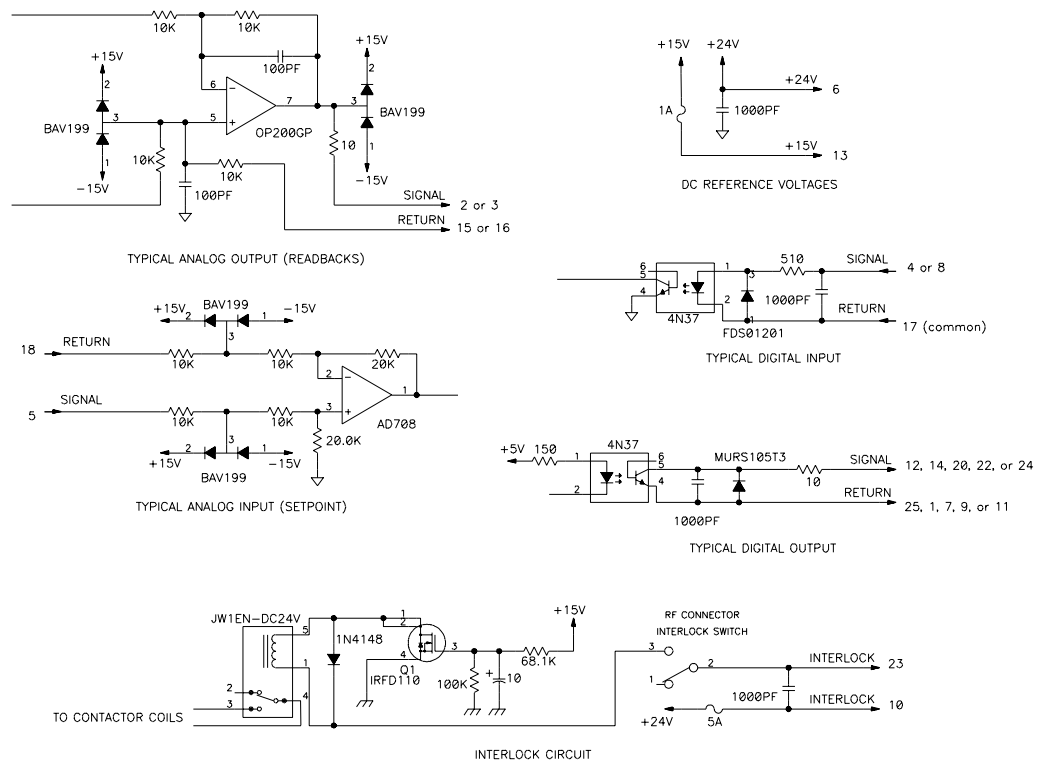 10K
10K
+15V
2
100PF
+15V
2
6
-
7
3
BAV199
3
5
+
BAV199
OP200GP
10K
1
10
1
10K
-15V
100PF
-15V
SIGNAL
2 or 3
RETURN
15 or 16
TYPICAL ANALOG OUTPUT (READBACKS)
+15V
+24V
+24V
6
1A
1000PF
+15V
13
DC REFERENCE VOLTAGES
6
5
4
1
2
4N37
3
1
FDS01201
510
1000PF
SIGNAL
4 or 8
RETURN
17 (common)
TYPICAL DIGITAL INPUT
BAV199
+15V
2
1
-15V
3
18
RETURN
10K
10K
20K
2
-
1
5
SIGNAL
3
+
10K
10K
AD708
3
20.0K
2
1
+15V
-15V
BAV199
TYPICAL ANALOG INPUT (SETPOINT)
4N37
+5V
150
1
2
6
5
4
MURS105T3
SIGNAL
12, 14, 20, 22, or 24
10
RETURN
25, 1, 7, 9, or 11
1000PF
TYPICAL DIGITAL OUTPUT
JW1EN-DC24V
5
1
2
3
4
TO CONTACTOR COILS
1N4148
1
2
4
3
Q1
IRFD110
100K
+
10
68.1K
+15V
RF CONNECTOR
INTERLOCK SWITCH
3
1
2
INTERLOCK
23
1000PF
INTERLOCK
10
+24V
5A
INTERLOCK CIRCUIT